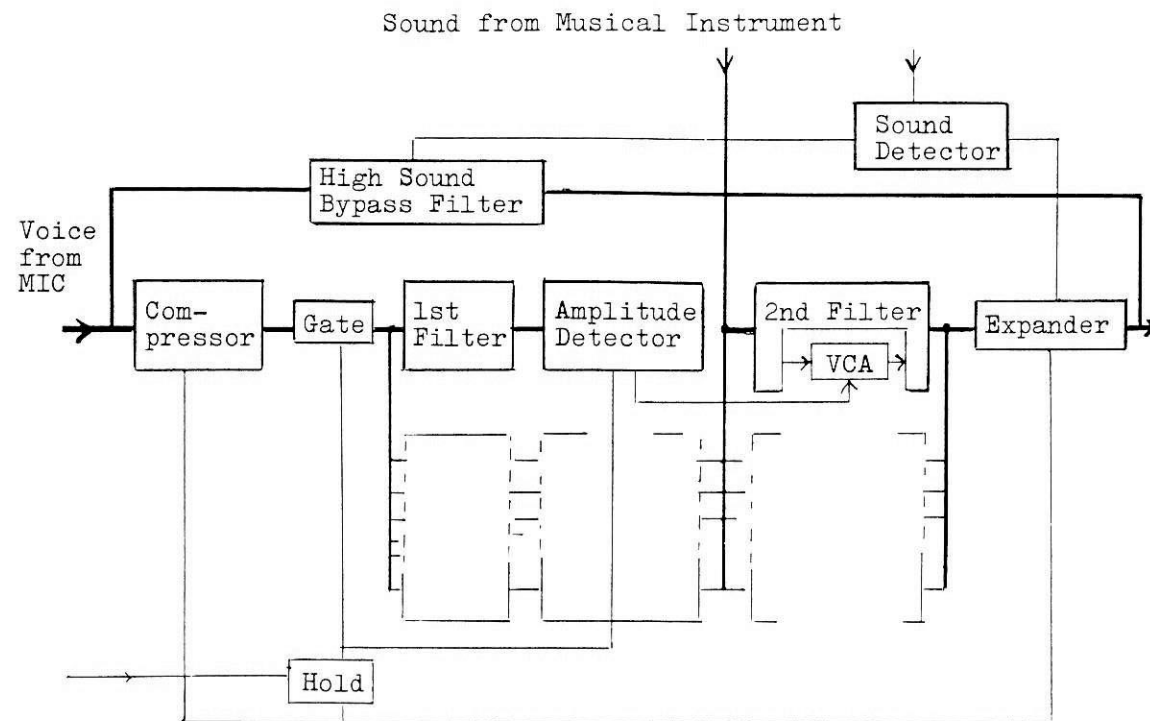 Sound from Musical Instrument
Sound
Detector
High Sound
Bypass Filter
Voice
from
MIC
Com-
pressor
Gate
1st
Filter
Amplitude
Detector
2nd Filter
VCA
Expander
Hold